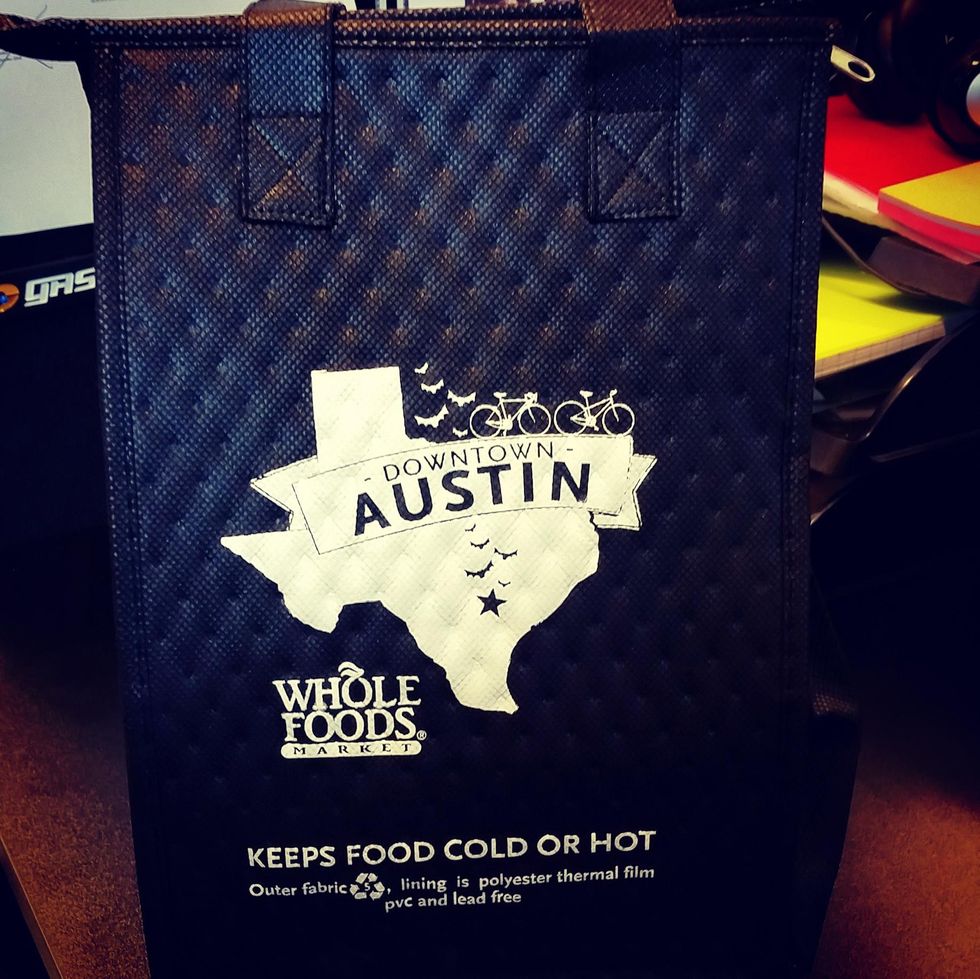 gas
- DOWNTOWN -
AUSTIN
WHOLE
FOODS®
MARKET
KEEPS FOOD COLD OR HOT
Outer fabric 5, lining is polyester thermal film
pvc and lead free